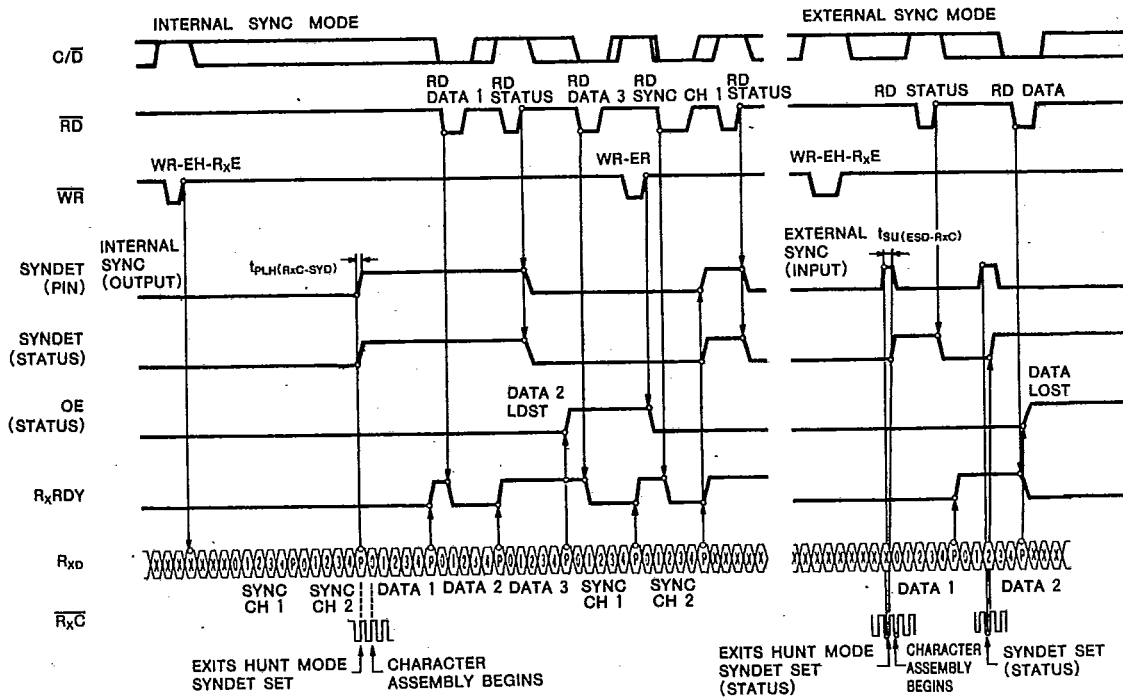 INTERNAL SYNC MODE
EXTERNAL SYNC MODE
C/D̅
RD DATA 1
RD STATUS
RD DATA 3
RD SYNC CH 1
RD STATUS
RD STATUS
RD DATA
R̅D̅
WR-EH-RxE
WR-ER
WR-EH-RxE
W̅R̅
INTERNAL
SYNC
(OUTPUT)
tPLH(RxC-SYD)
EXTERNAL
SYNC
(INPUT)
tSU(ESD-RxC)
SYNDET
(PIN)
SYNDET
(STATUS)
OE
(STATUS)
DATA 2
LDST
DATA
LOST
RxRDY
RXD
SYNC
CH 1
SYNC
CH 2
DATA 1
DATA 2
DATA 3
SYNC
CH 1
SYNC
CH 2
DATA 1
DATA 2
R̅x̅C̅
EXITS HUNT MODE
SYNDET SET
CHARACTER
ASSEMBLY BEGINS
EXITS HUNT MODE
SYNDET SET
(STATUS)
CHARACTER
ASSEMBLY
BEGINS
SYNDET SET
(STATUS)